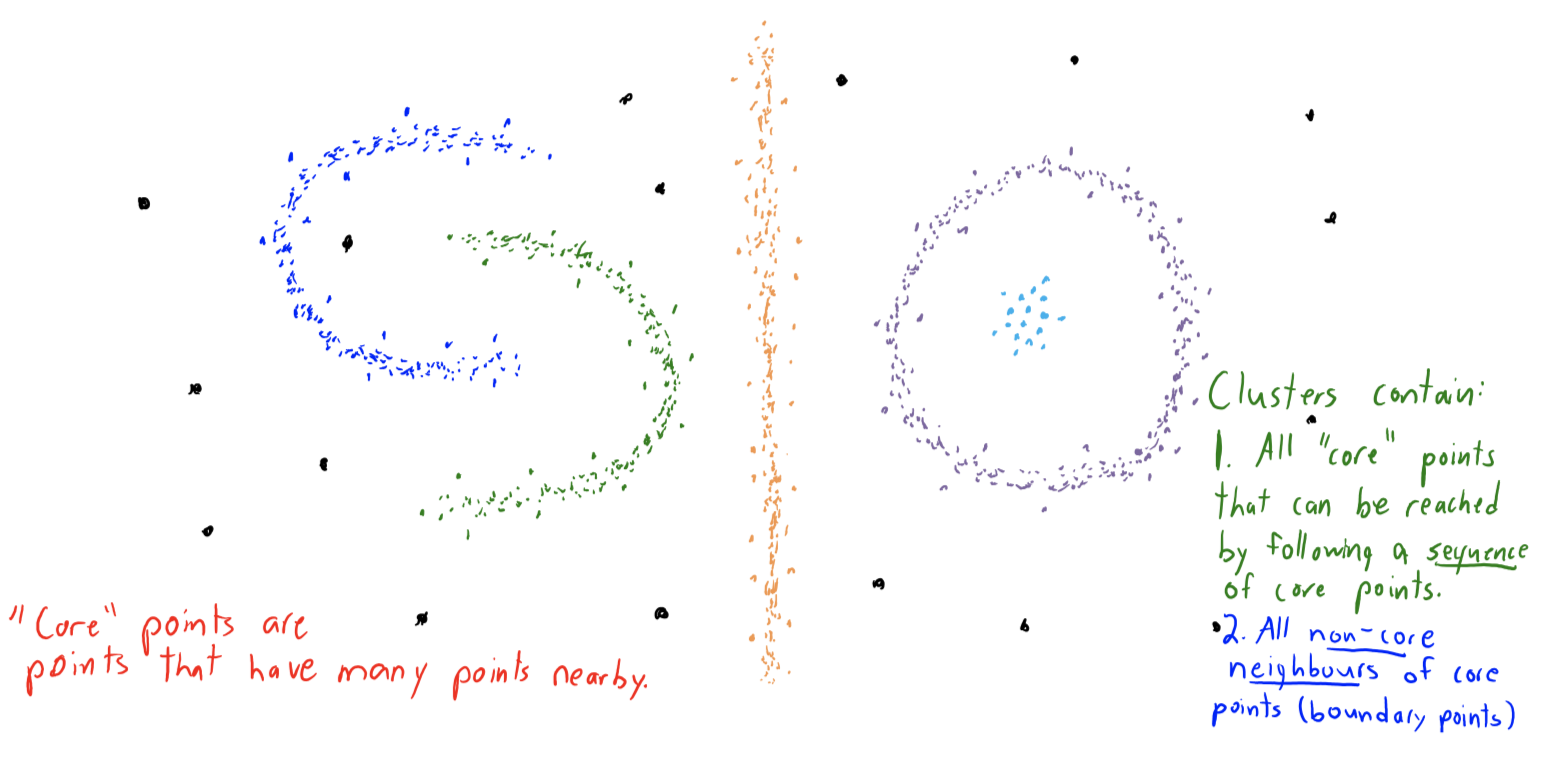 "Core" points are
points that have many points nearby.
Clusters contain:
1. All "core" points
that can be reached
by following a sequence
of core points.
2. All non-core
neighbours of core
points (boundary points)